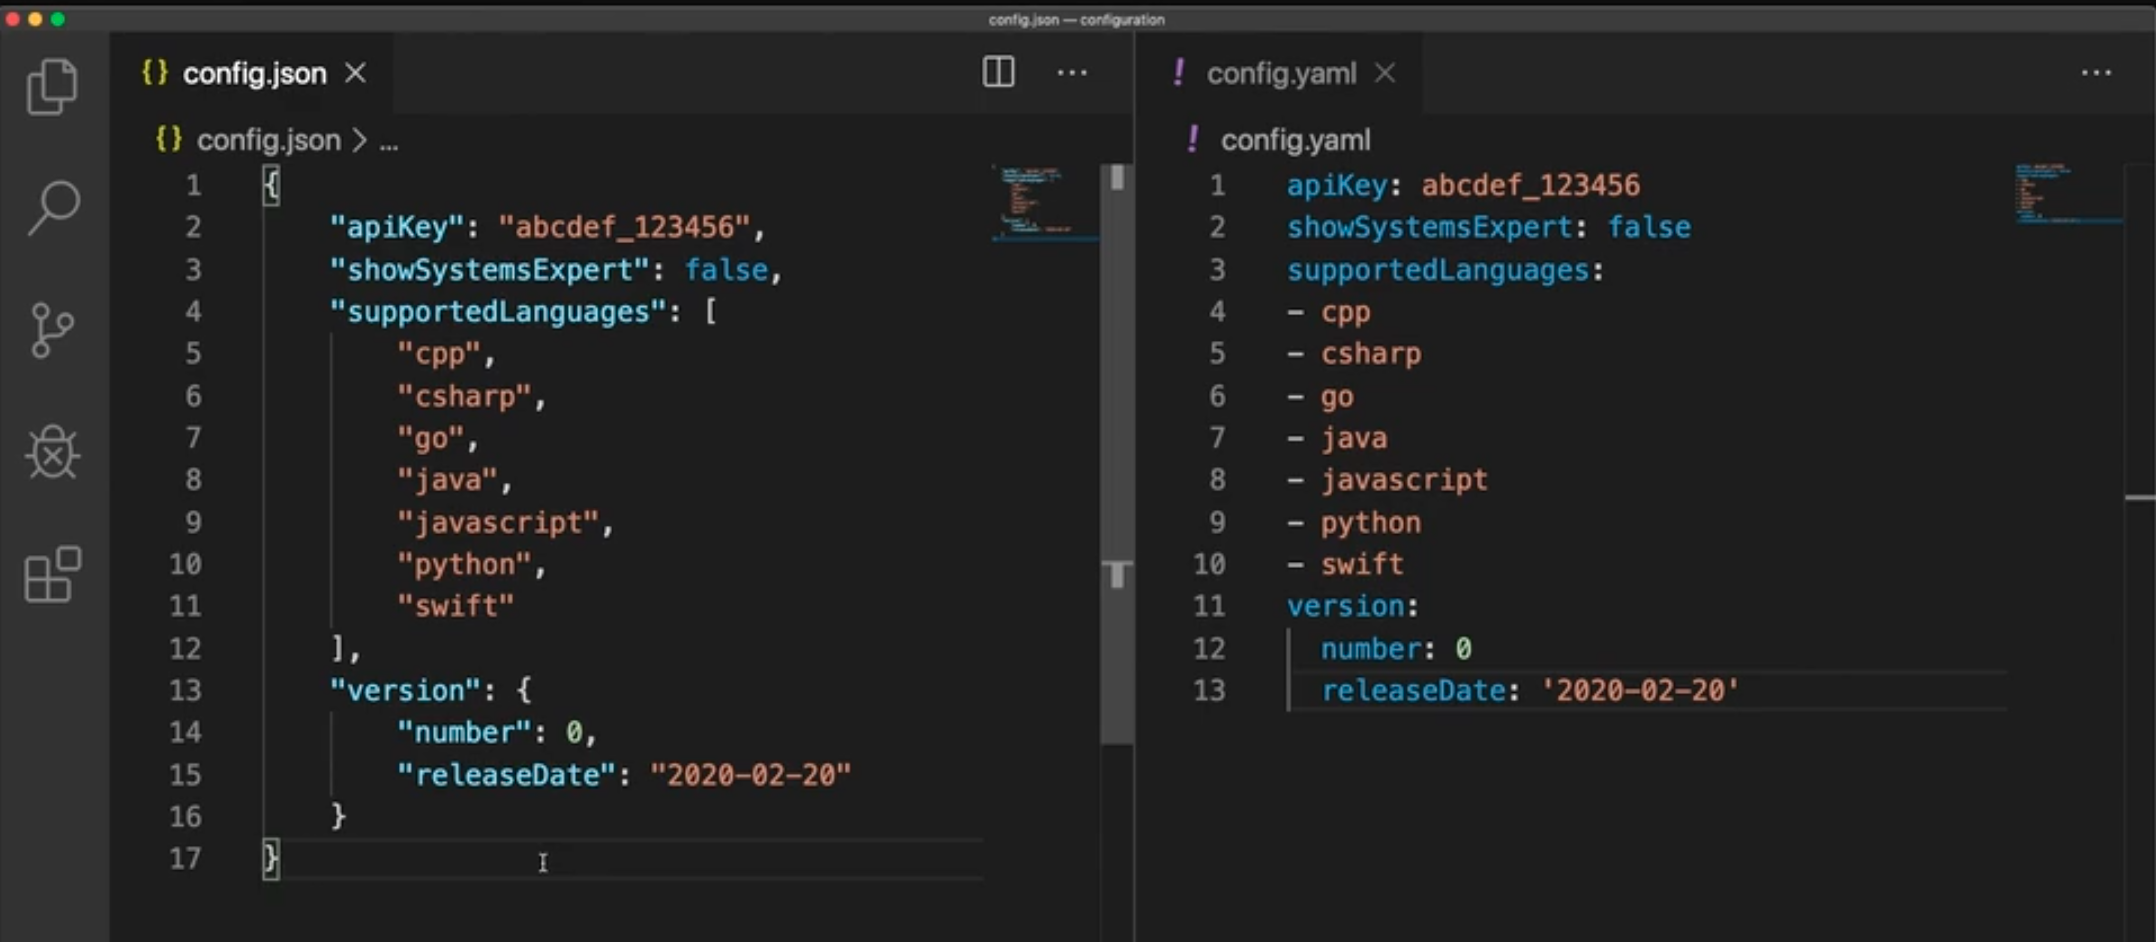 config.json — configuration
{} config.json ×
···
{} config.json > ...
1 {
2     "apiKey": "abcdef_123456",
3     "showSystemsExpert": false,
4     "supportedLanguages": [
5         "cpp",
6         "csharp",
7         "go",
8         "java",
9         "javascript",
10         "python",
11         "swift"
12     ],
13     "version": {
14         "number": 0,
15         "releaseDate": "2020-02-20"
16     }
17 }
! config.yaml ×
···
! config.yaml
1 apiKey: abcdef_123456
2 showSystemsExpert: false
3 supportedLanguages:
4 - cpp
5 - csharp
6 - go
7 - java
8 - javascript
9 - python
10 - swift
11 version:
12   number: 0
13   releaseDate: '2020-02-20'